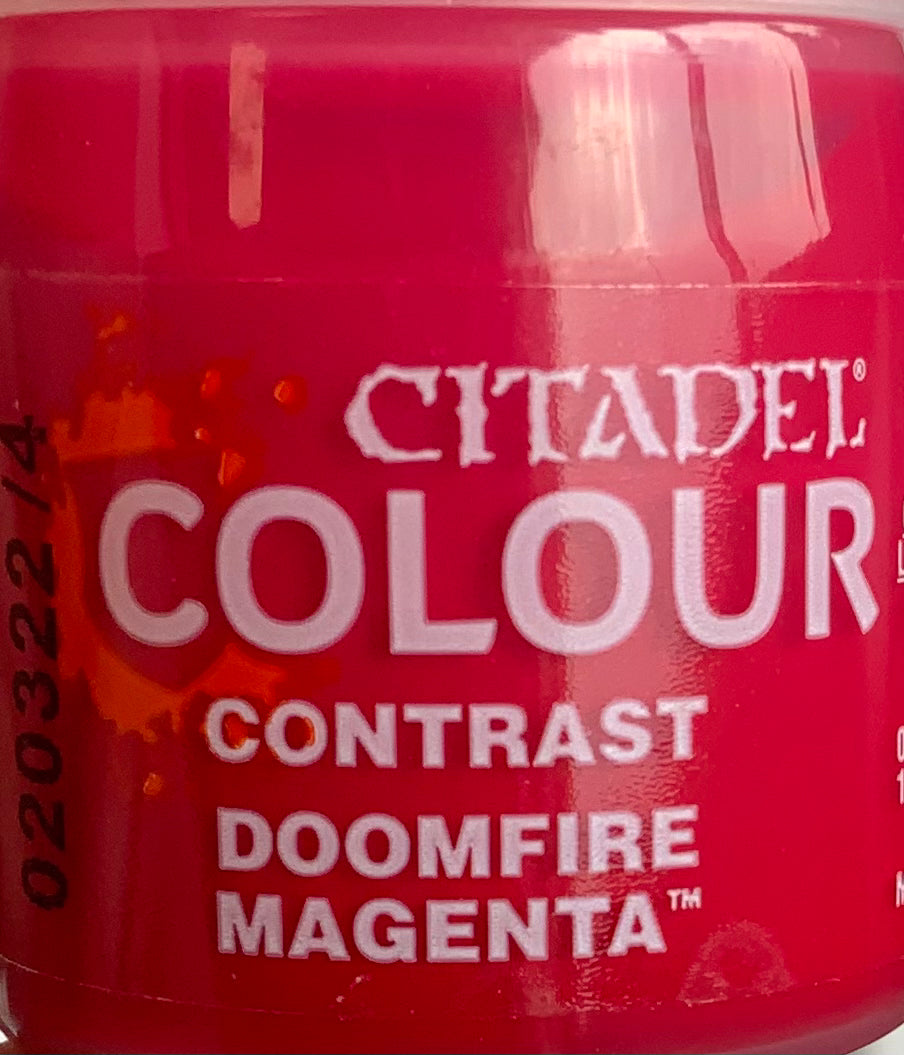 CITADEL®
COLOUR
CONTRAST
DOOMFIRE
MAGENTA™
020322/4